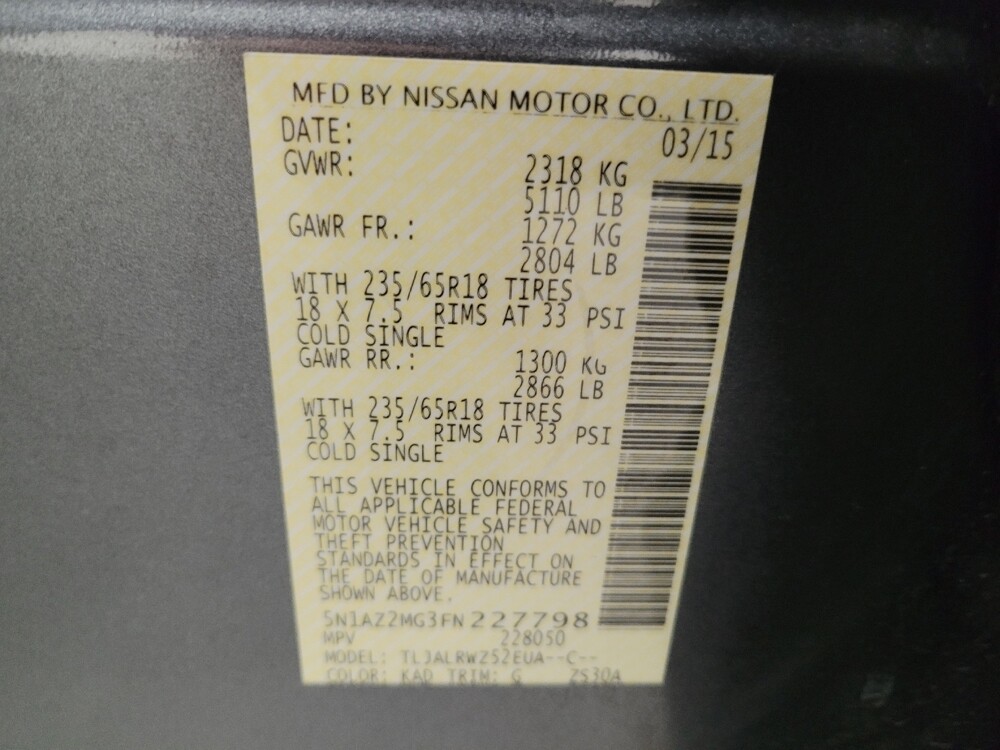 MFD BY NISSAN MOTOR CO., LTD.
DATE: 03/15
GVWR: 2318 KG
5110 LB
GAWR FR.: 1272 KG
2804 LB
WITH 235/65R18 TIRES
18 X 7.5 RIMS AT 33 PSI
COLD SINGLE
GAWR RR.: 1300 KG
2866 LB
WITH 235/65R18 TIRES
18 X 7.5 RIMS AT 33 PSI
COLD SINGLE
THIS VEHICLE CONFORMS TO
ALL APPLICABLE FEDERAL
MOTOR VEHICLE SAFETY AND
THEFT PREVENTION
STANDARDS IN EFFECT ON
THE DATE OF MANUFACTURE
SHOWN ABOVE.
5N1AZ2MG3FN227798
MPV 228050
MODEL: TLJALRWZ52EUA--C--
COLOR: KAD TRIM: G Z530A